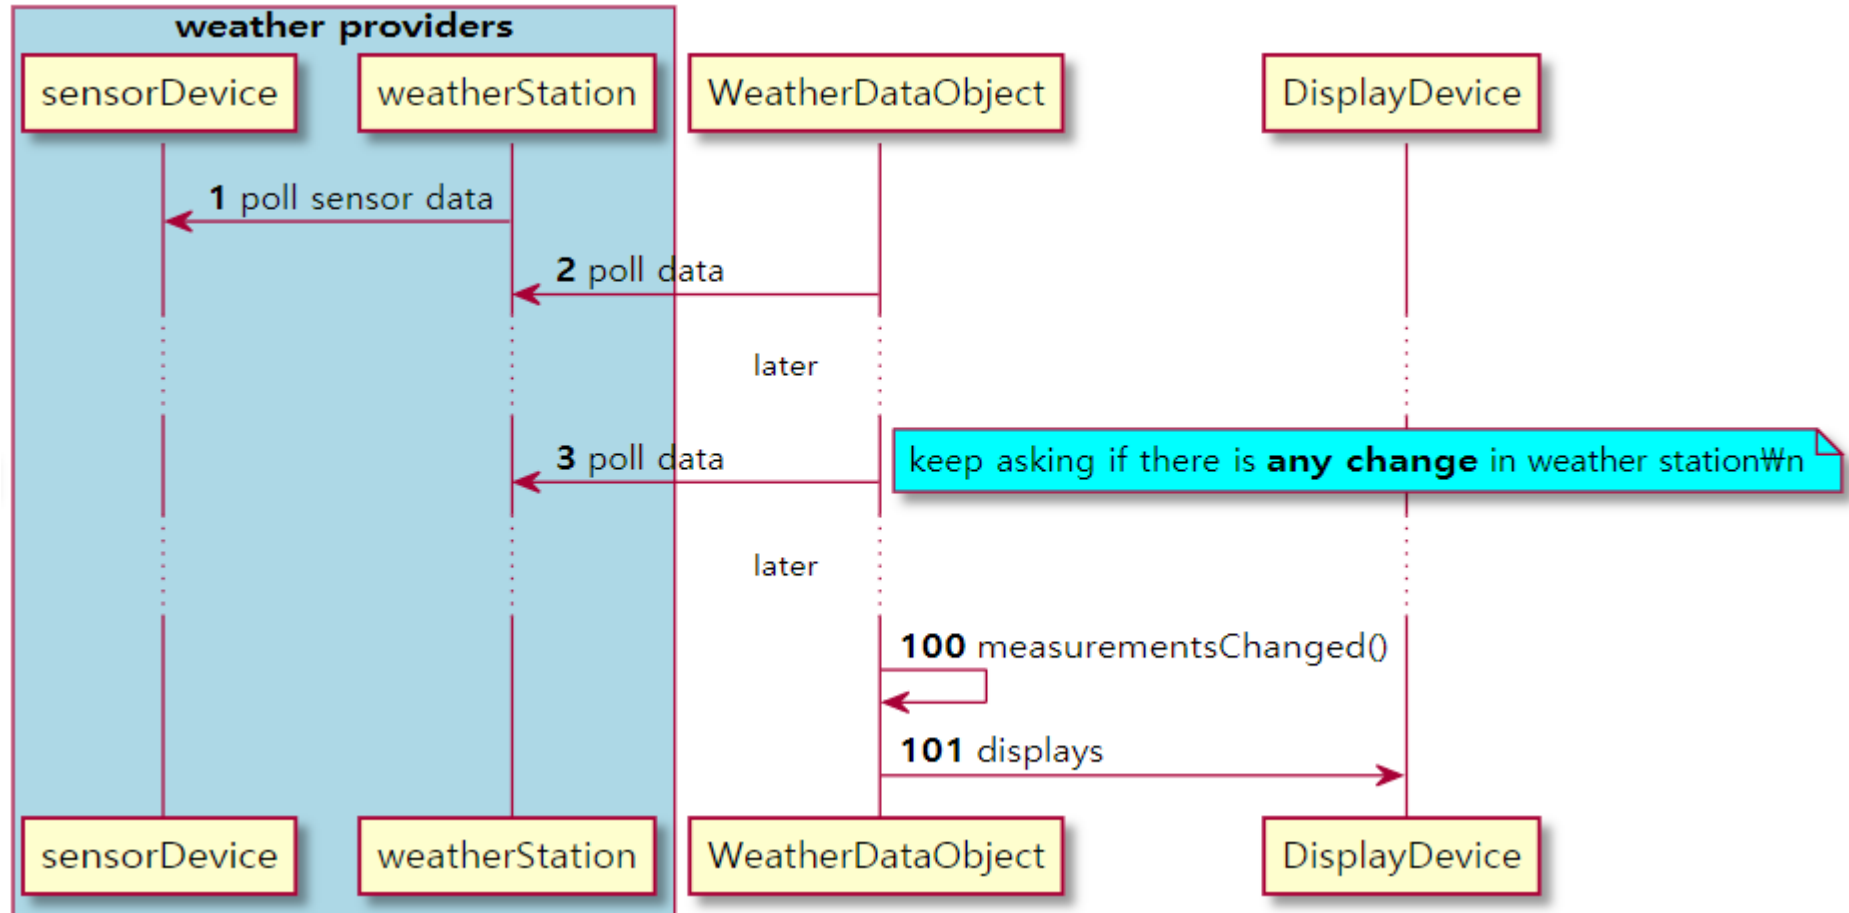 weather providers
sensorDevice weatherStation WeatherDataObject DisplayDevice
1 poll sensor data
2 poll data
later
3 poll data
keep asking if there is any change in weather station₩n
later
100 measurementsChanged()
101 displays
sensorDevice weatherStation WeatherDataObject DisplayDevice